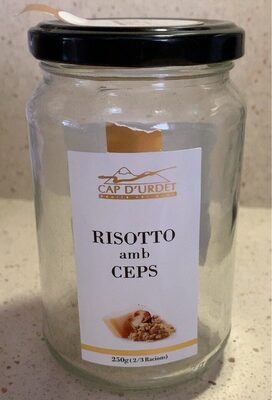 CAP D'URDET
RISOTTO
amb
CEPS
250g (2/3 Racions)